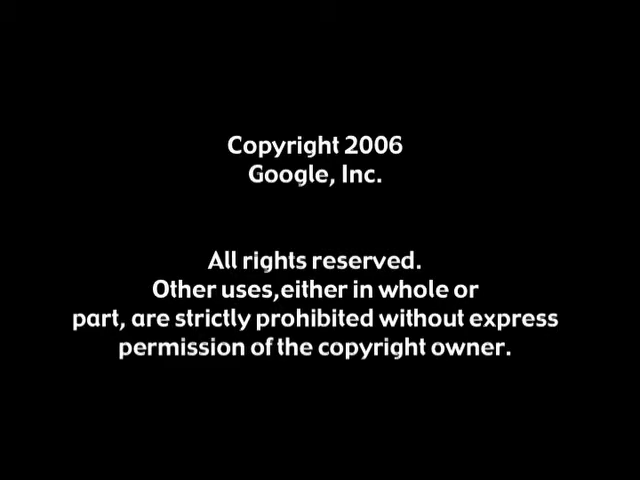 Copyright 2006
Google, Inc.
All rights reserved.
Other uses,either in whole or
part, are strictly prohibited without express
permission of the copyright owner.